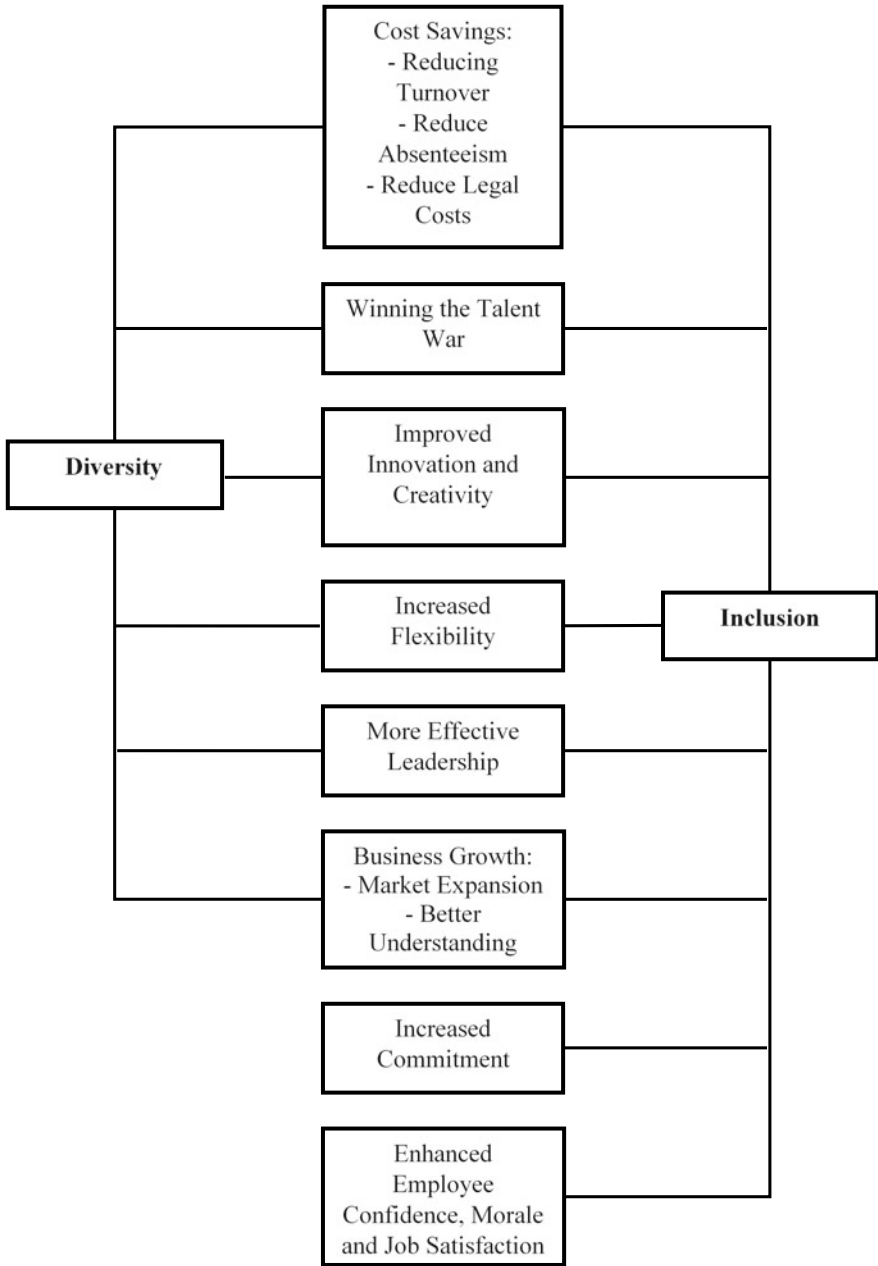 Cost Savings:
- Reducing
Turnover
- Reduce
Absenteeism
- Reduce Legal
Costs
Winning the Talent
War
Improved
Innovation and
Creativity
Diversity
Increased
Flexibility
Inclusion
More Effective
Leadership
Business Growth:
- Market Expansion
- Better
Understanding
Increased
Commitment
Enhanced
Employee
Confidence, Morale
and Job Satisfaction